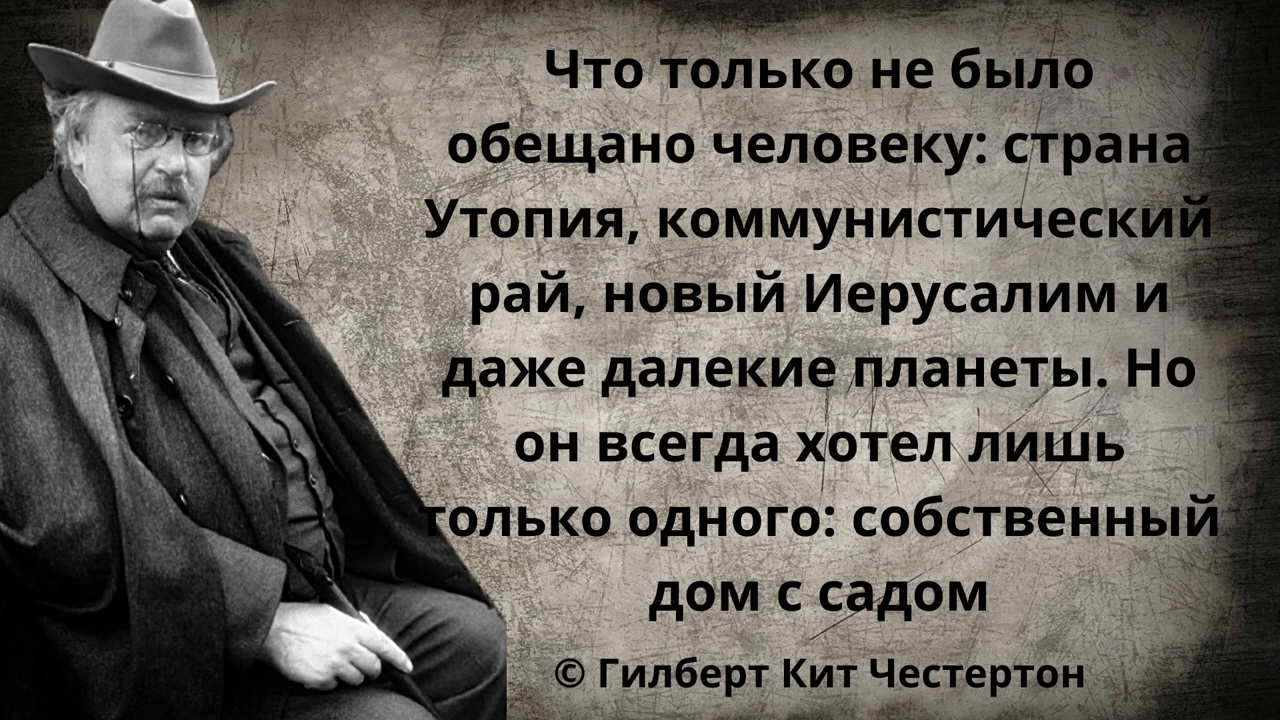 Что только не было
обещано человеку: страна
Утопия, коммунистический
рай, новый Иерусалим и
даже далекие планеты. Но
он всегда хотел лишь
только одного: собственный
дом с садом
© Гилберт Кит Честертон